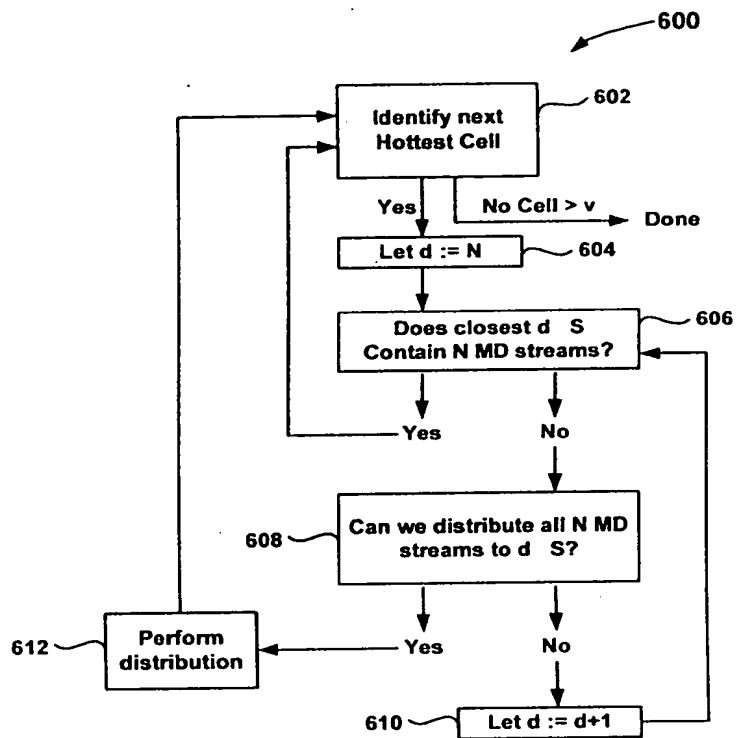 600
Identify next
Hottest Cell
602
Yes
No Cell > v
Done
Let d := N
604
Does closest d S
Contain N MD streams?
606
Yes
No
Can we distribute all N MD
streams to d S?
608
Yes
No
Perform
distribution
612
Let d := d+1
610